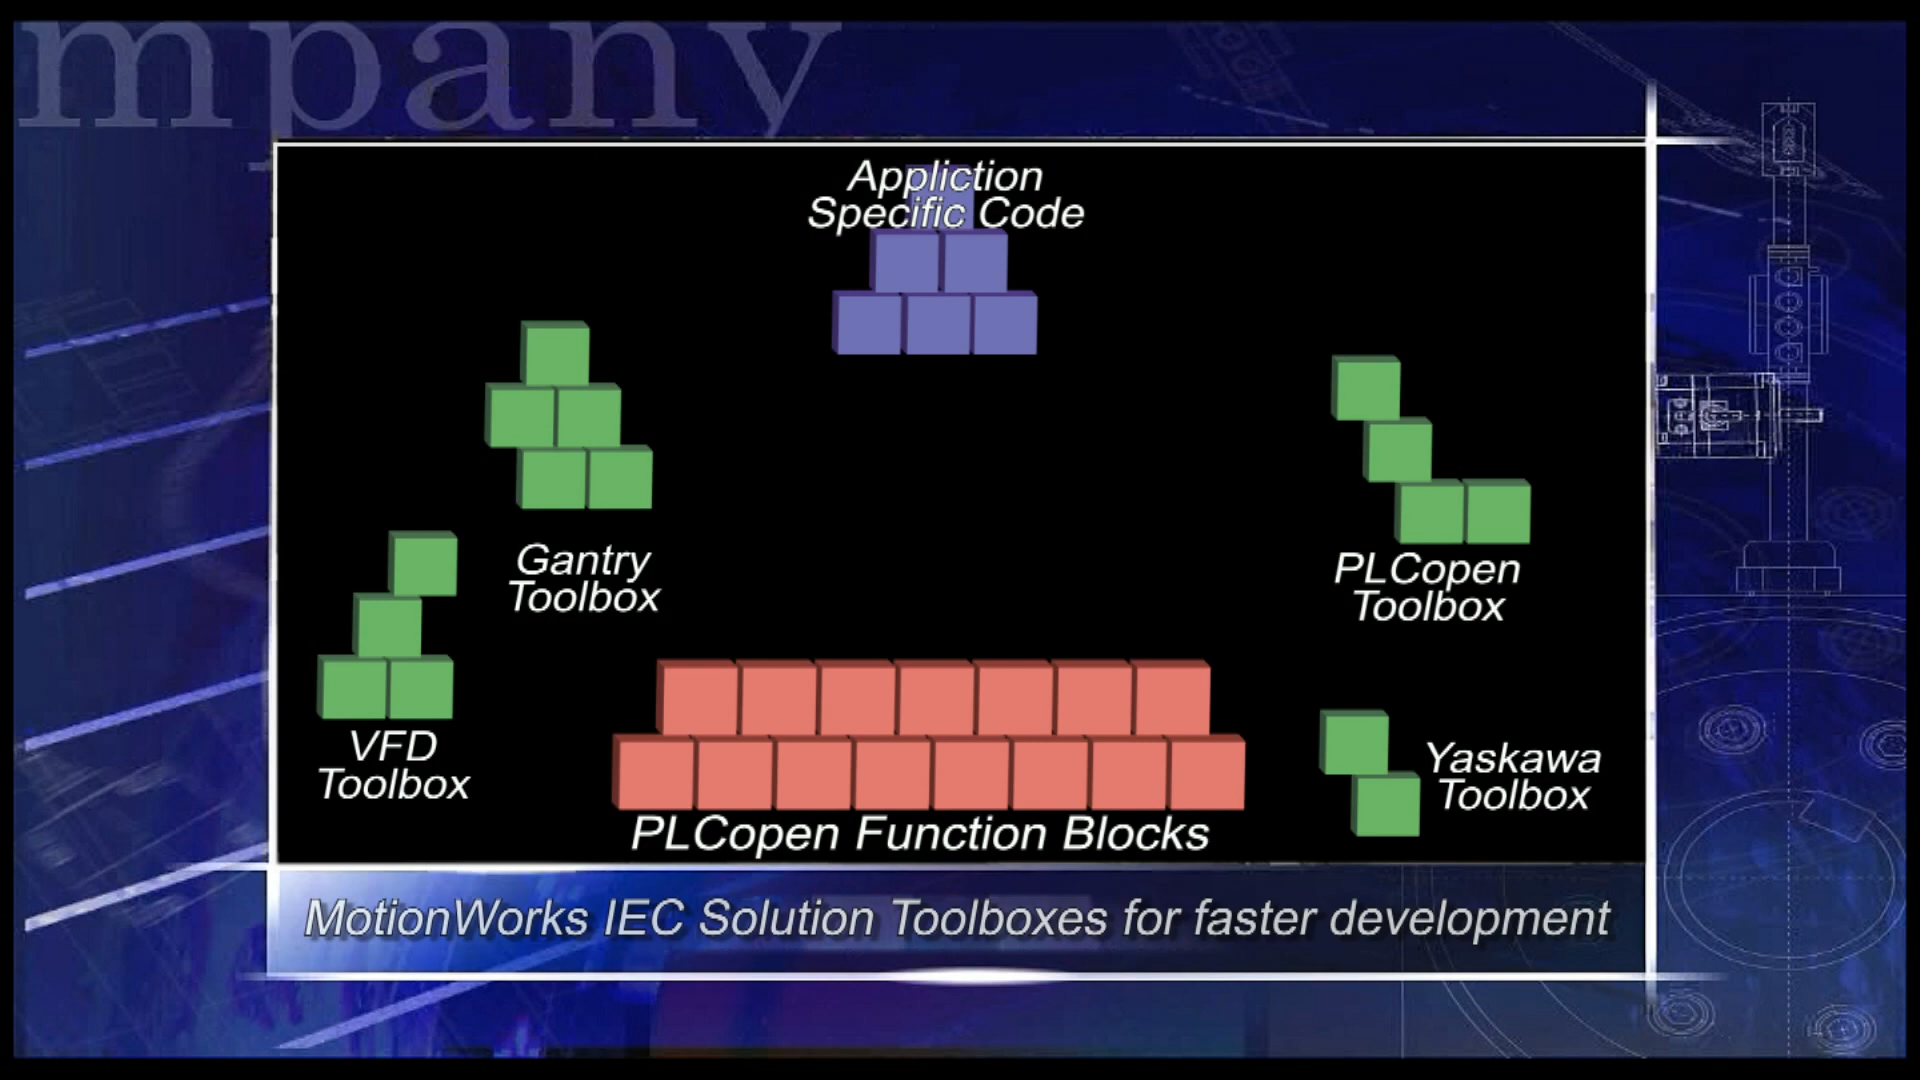 mpany
Appliction
Specific Code
Gantry
Toolbox
PLCopen
Toolbox
VFD
Toolbox
Yaskawa
Toolbox
PLCopen Function Blocks
MotionWorks IEC Solution Toolboxes for faster development